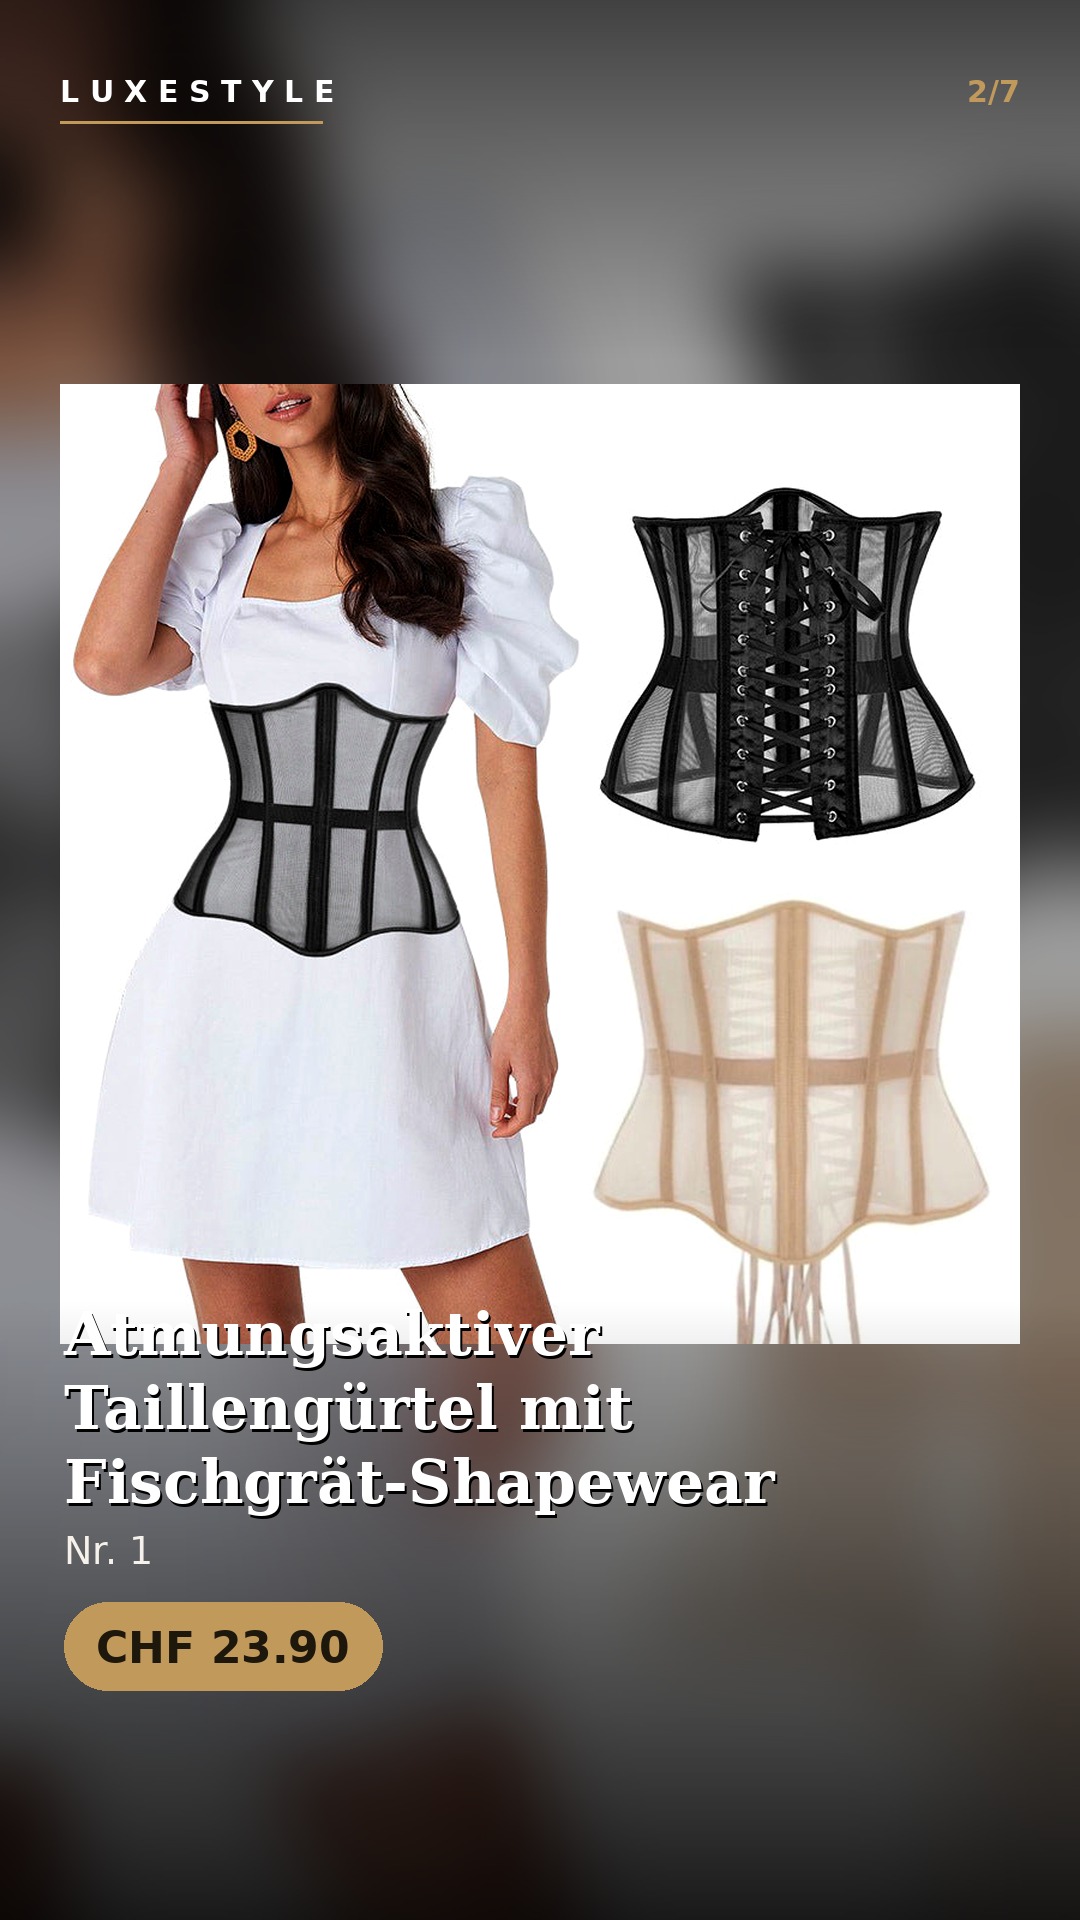 LUXESTYLE
2/7
Atmungsaktiver
Taillengürtel mit
Fischgrät-Shapewear
Nr. 1
CHF 23.90